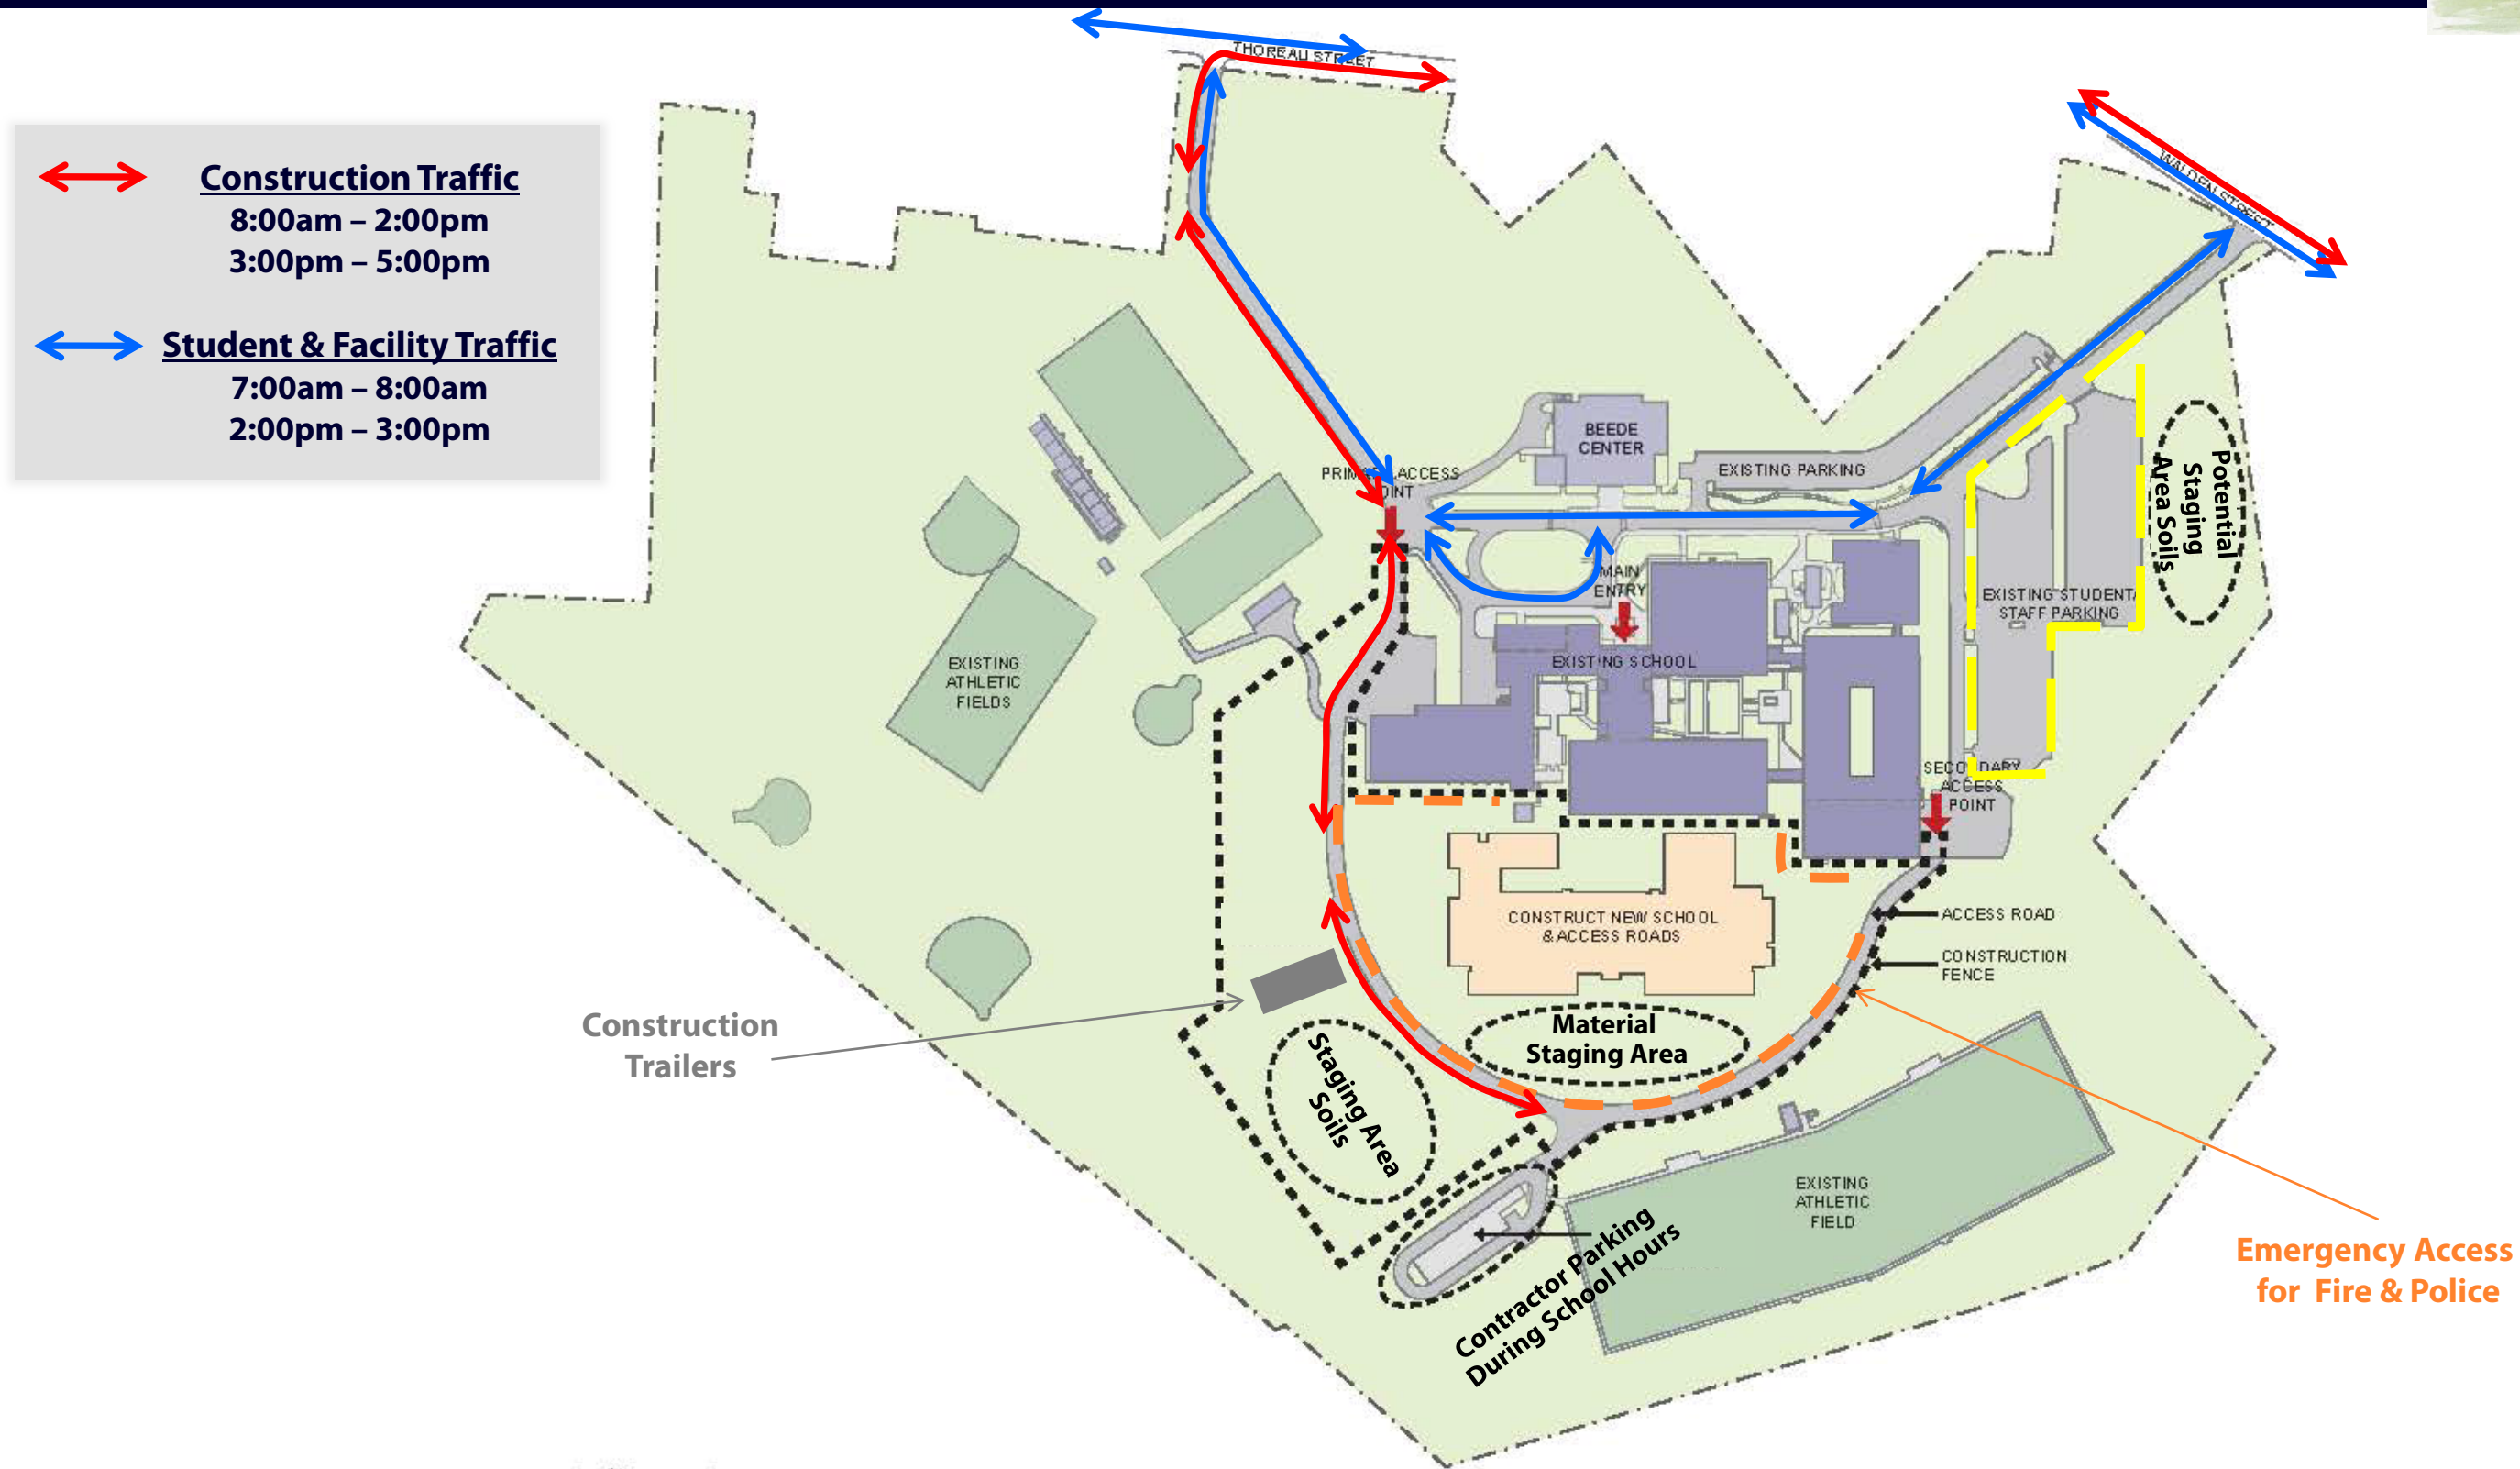 THOREAU STREET
WALDEN STREET
Construction Traffic
8:00am – 2:00pm
3:00pm – 5:00pm
Student & Facility Traffic
7:00am – 8:00am
2:00pm – 3:00pm
BEEDE
CENTER
PRIMARY ACCESS
POINT
EXISTING PARKING
Potential
Staging
Area Soils
MAIN
ENTRY
EXISTING STUDENT/
STAFF PARKING
EXISTING SCHOOL
EXISTING
ATHLETIC
FIELDS
SECONDARY
ACCESS
POINT
CONSTRUCT NEW SCHOOL
& ACCESS ROADS
ACCESS ROAD
CONSTRUCTION
FENCE
Construction
Trailers
Material
Staging Area
Staging Area
Soils
EXISTING
ATHLETIC
FIELD
Contractor Parking
During School Hours
Emergency Access
for Fire & Police